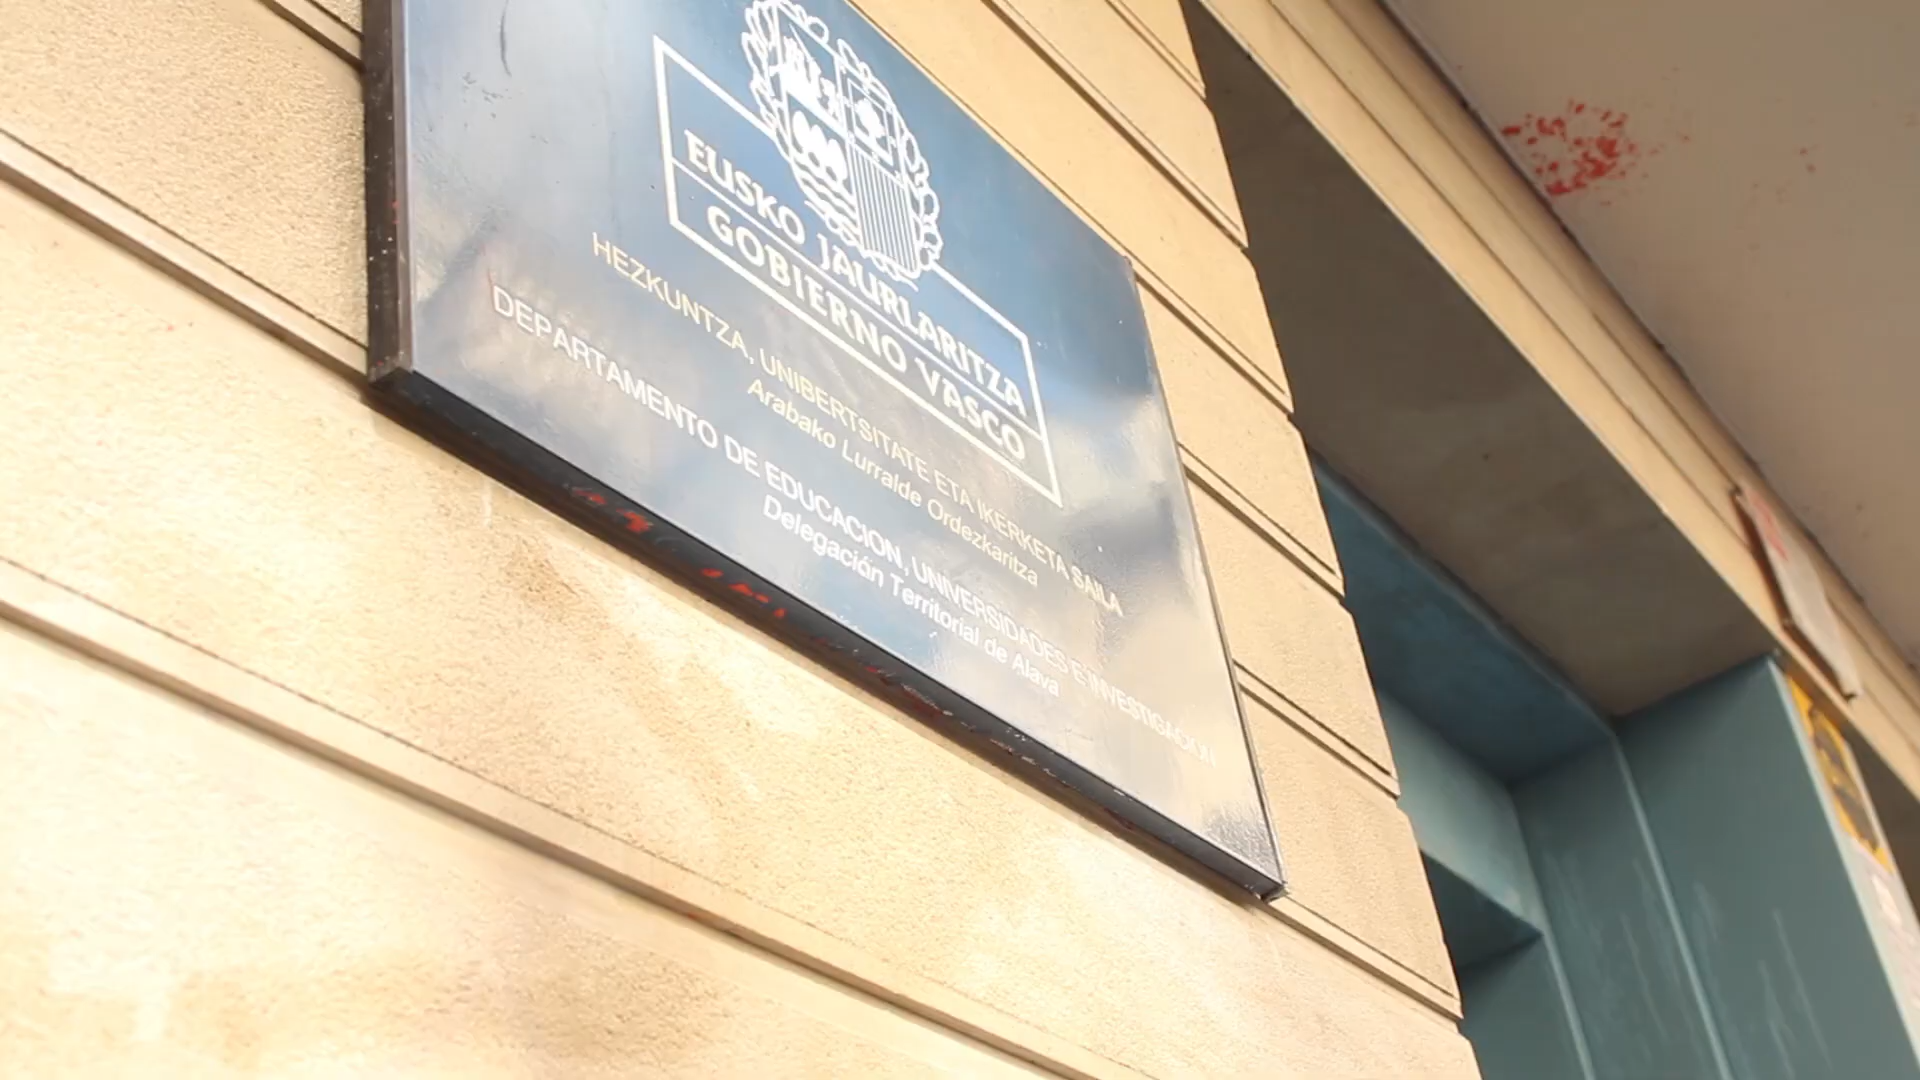 EUSKO JAURLARITZA
GOBIERNO VASCO
HEZKUNTZA, UNIBERTSITATE ETA IKERKETA SAILA
Arabako Lurralde Ordezkaritza
DEPARTAMENTO DE EDUCACION, UNIVERSIDADES E INVESTIGACION
Delegación Territorial de Alava